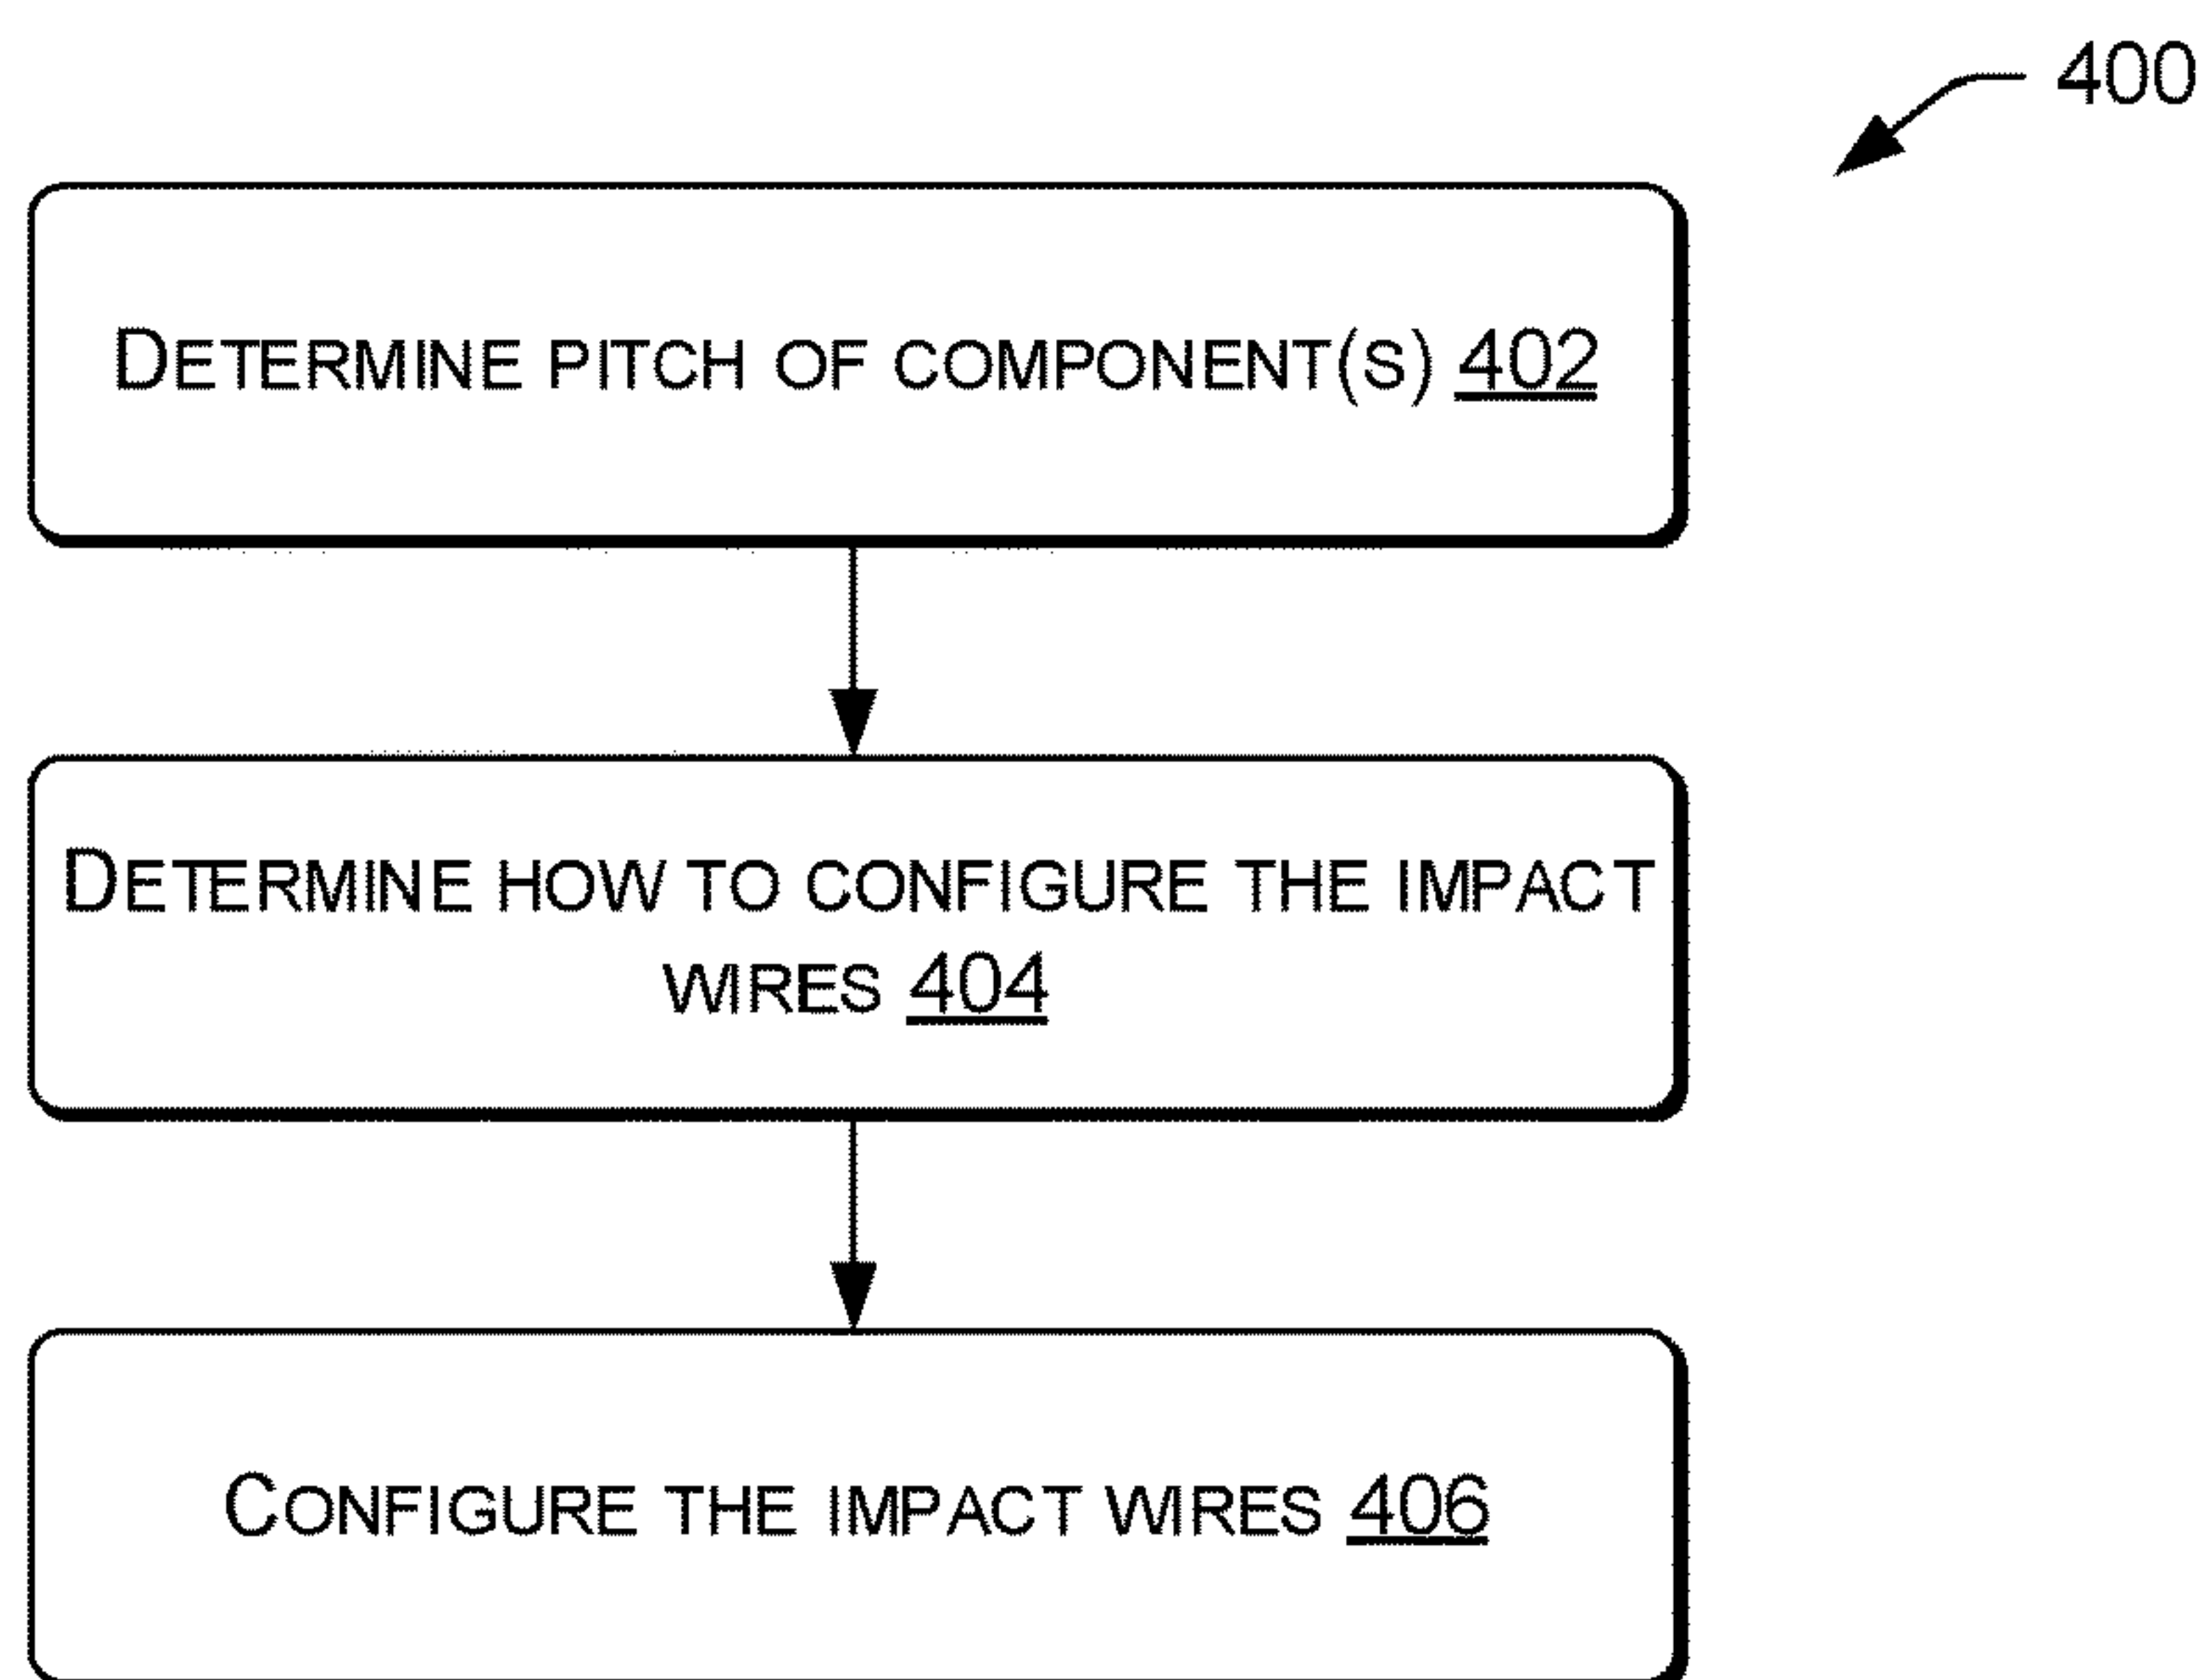 400
DETERMINE PITCH OF COMPONENT(S) 402
DETERMINE HOW TO CONFIGURE THE IMPACT
WIRES 404
CONFIGURE THE IMPACT WIRES 406